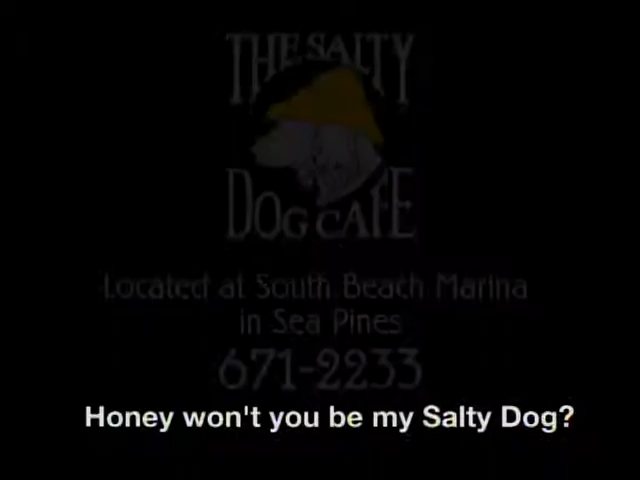 THE SALTY
DOG CAFE
Located at South Beach Marina
in Sea Pines
671-2233
Honey won't you be my Salty Dog?